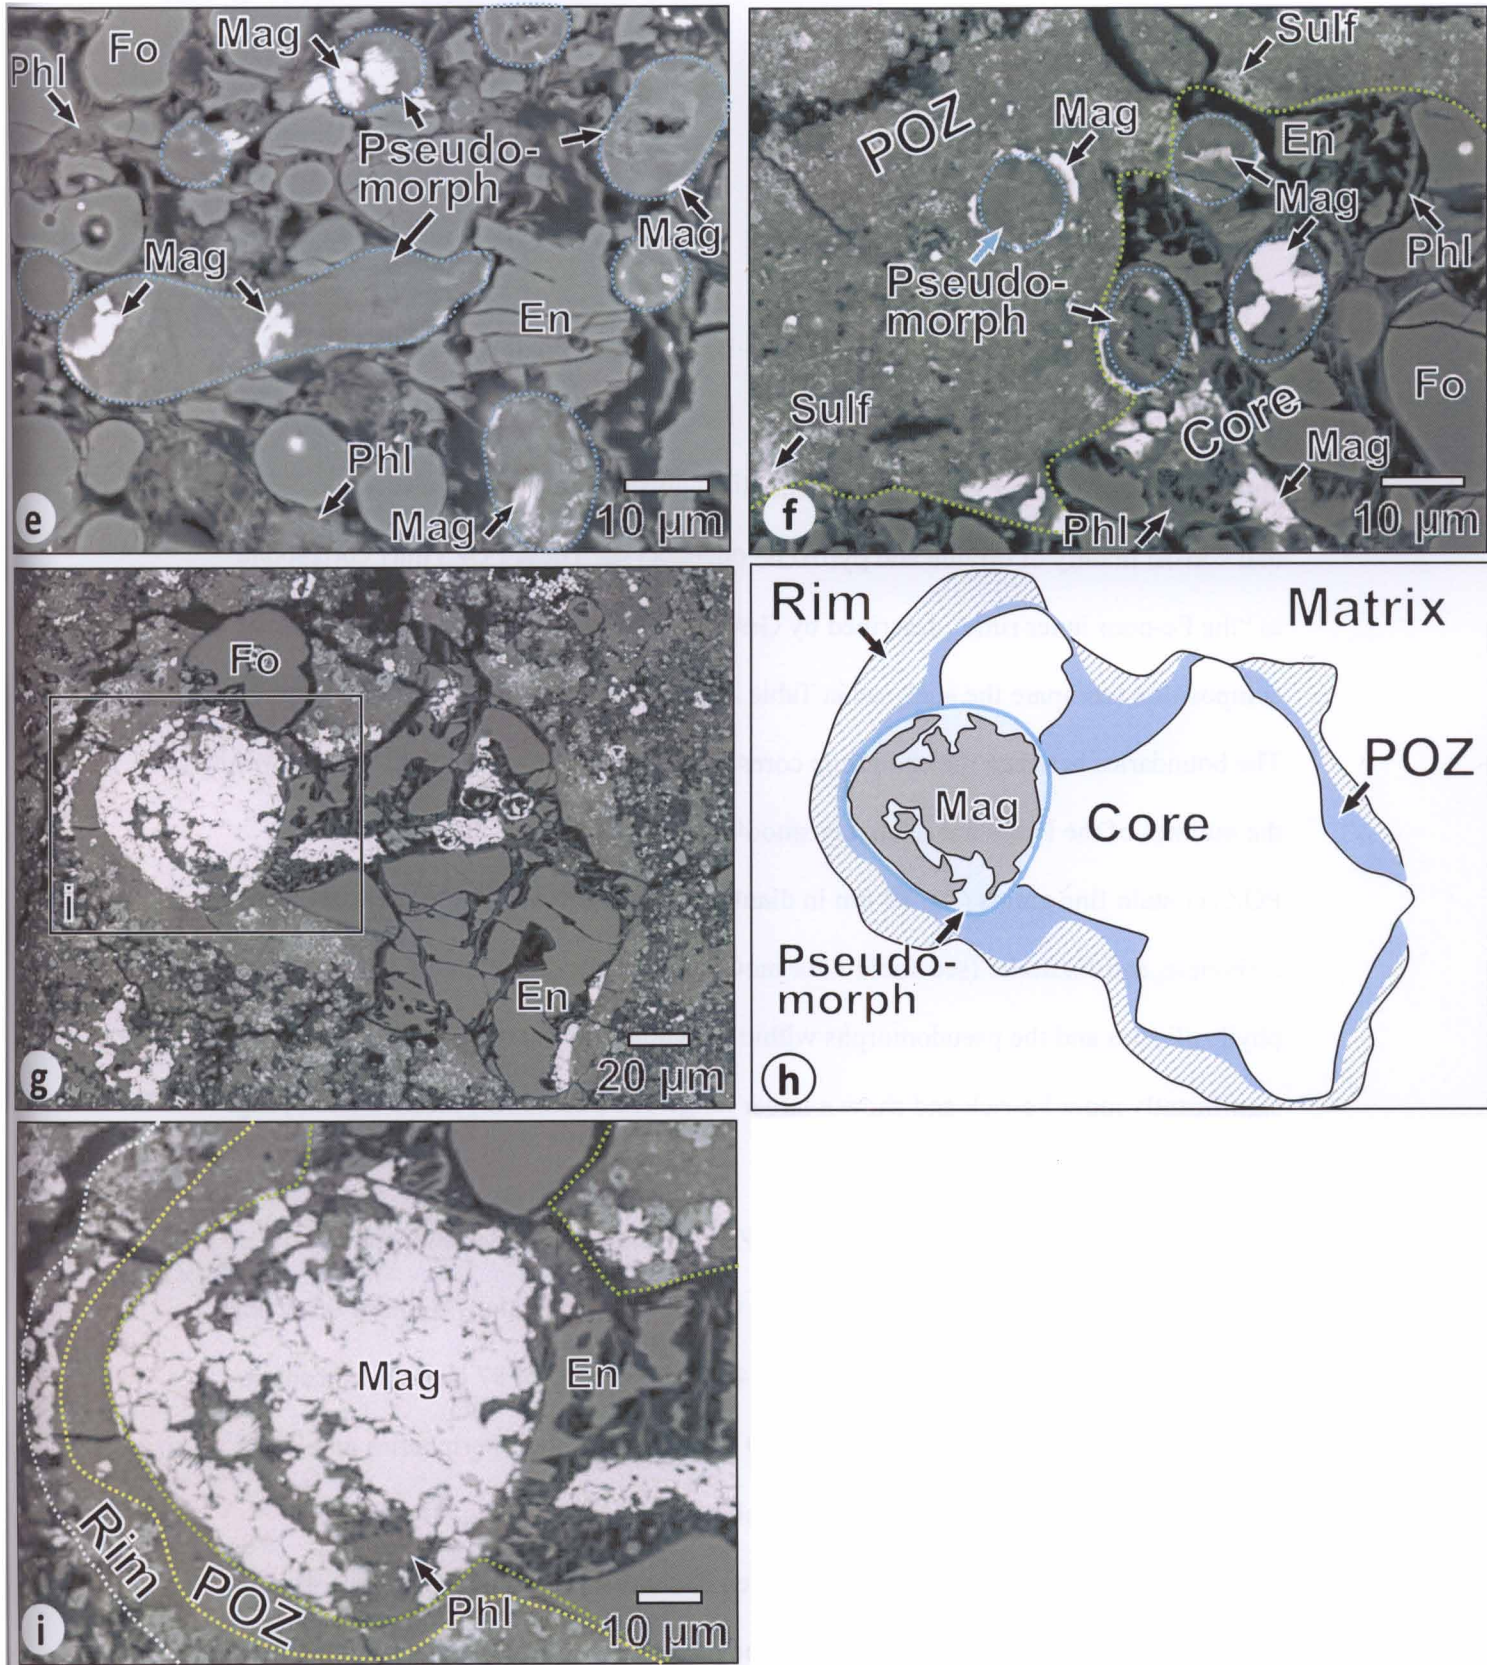 Mag
Fo
Phl
Pseudo-
morph
Mag
Mag
En
Phl
Mag
e
10 µm
Sulf
POZ
Mag
En
Mag
Phl
Pseudo-
morph
Fo
Sulf
Core
Mag
f
Phl
10 µm
Fo
i
En
g
20 µm
Rim
Matrix
POZ
Mag
Core
Pseudo-
morph
h
Mag
En
Rim
POZ
Phl
i
10 µm